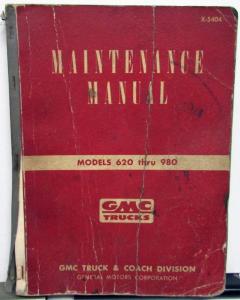 X-5404
MAINTENANCE
MANUAL
MODELS 620 thru 980
GMC
TRUCKS
GMC TRUCK & COACH DIVISION
GENERAL MOTORS CORPORATION